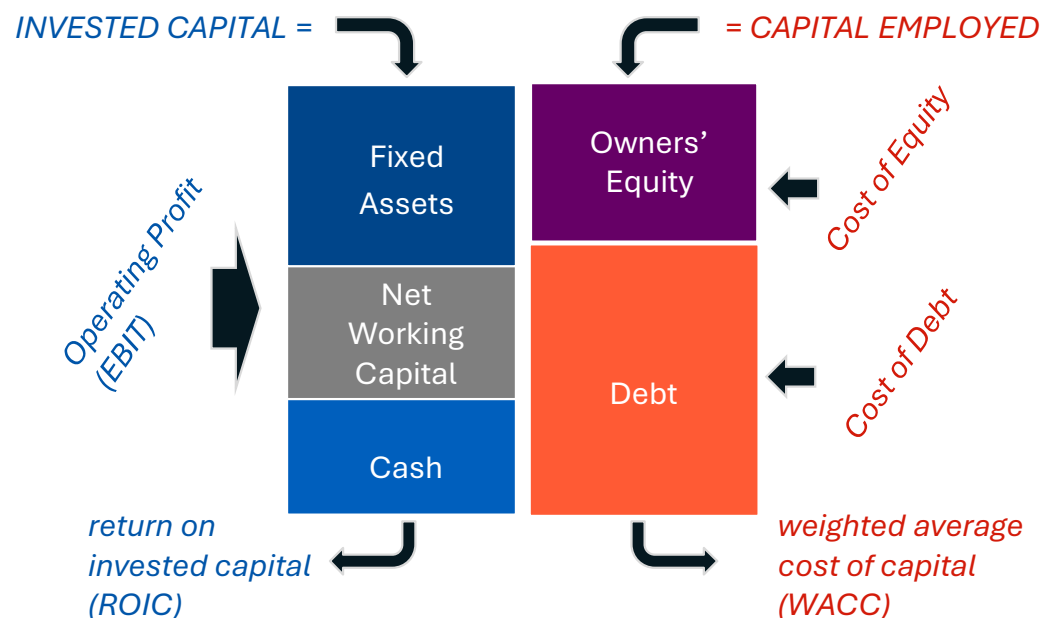 INVESTED CAPITAL =
= CAPITAL EMPLOYED
Fixed
Assets
Owners’
Equity
Cost of Equity
Operating Profit
(EBIT)
Net
Working
Capital
Debt
Cost of Debt
Cash
return on
invested capital
(ROIC)
weighted average
cost of capital
(WACC)